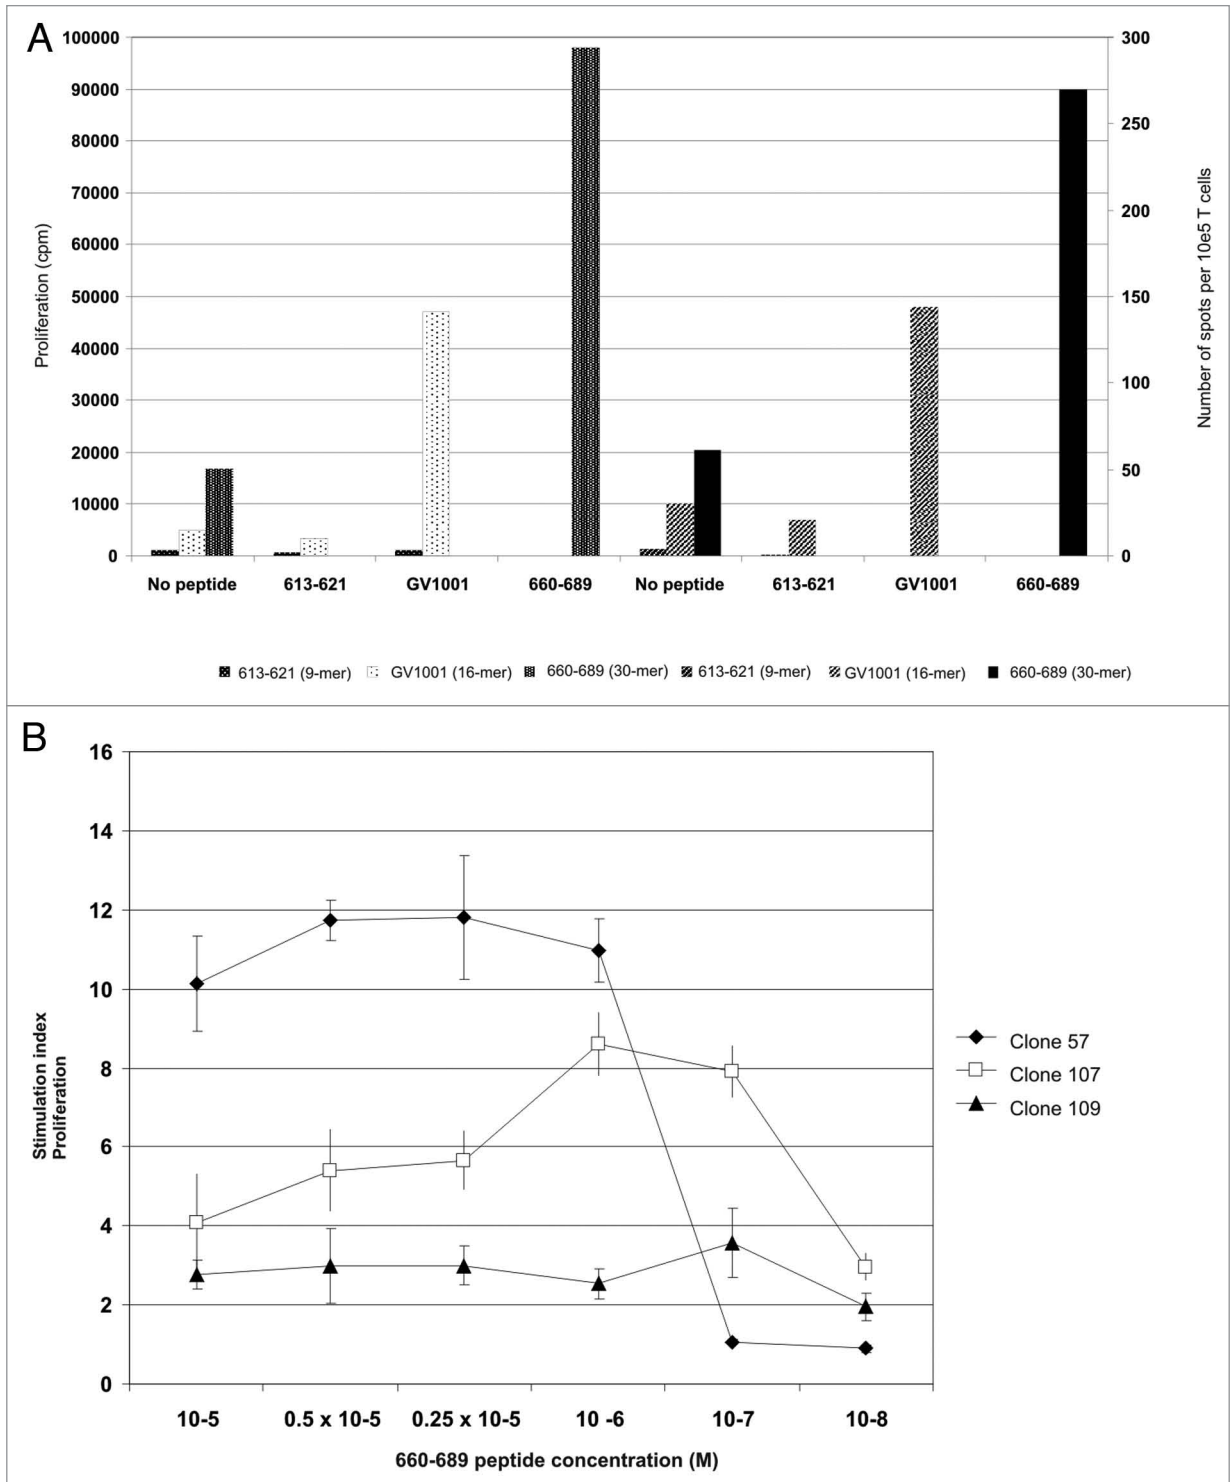 A
Proliferation (cpm)
100000
90000
80000
70000
60000
50000
40000
30000
20000
10000
0
Number of spots per 10e5 T cells
300
250
200
150
100
50
0
No peptide 613-621 GV1001 660-689 No peptide 613-621 GV1001 660-689
613-621 (9-mer) GV1001 (16-mer) 660-689 (30-mer) 613-621 (9-mer) GV1001 (16-mer) 660-689 (30-mer)
B
Stimulation index
Proliferation
16
14
12
10
8
6
4
2
0
Clone 57
Clone 107
Clone 109
10-5 0.5 x 10-5 0.25 x 10-5 10 -6 10-7 10-8
660-689 peptide concentration (M)